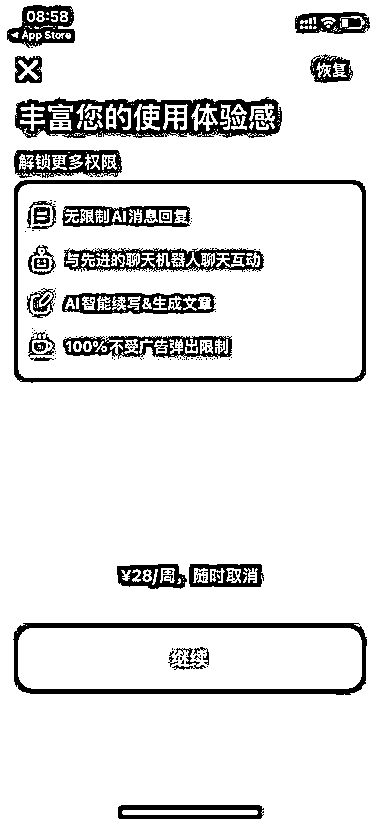 08:58
◀ App Store
恢复
丰富您的使用体验感
解锁更多权限
无限制AI消息回复
与先进的聊天机器人聊天互动
AI智能续写&生成文章
100%不受广告弹出限制
¥28/周，随时取消
继续